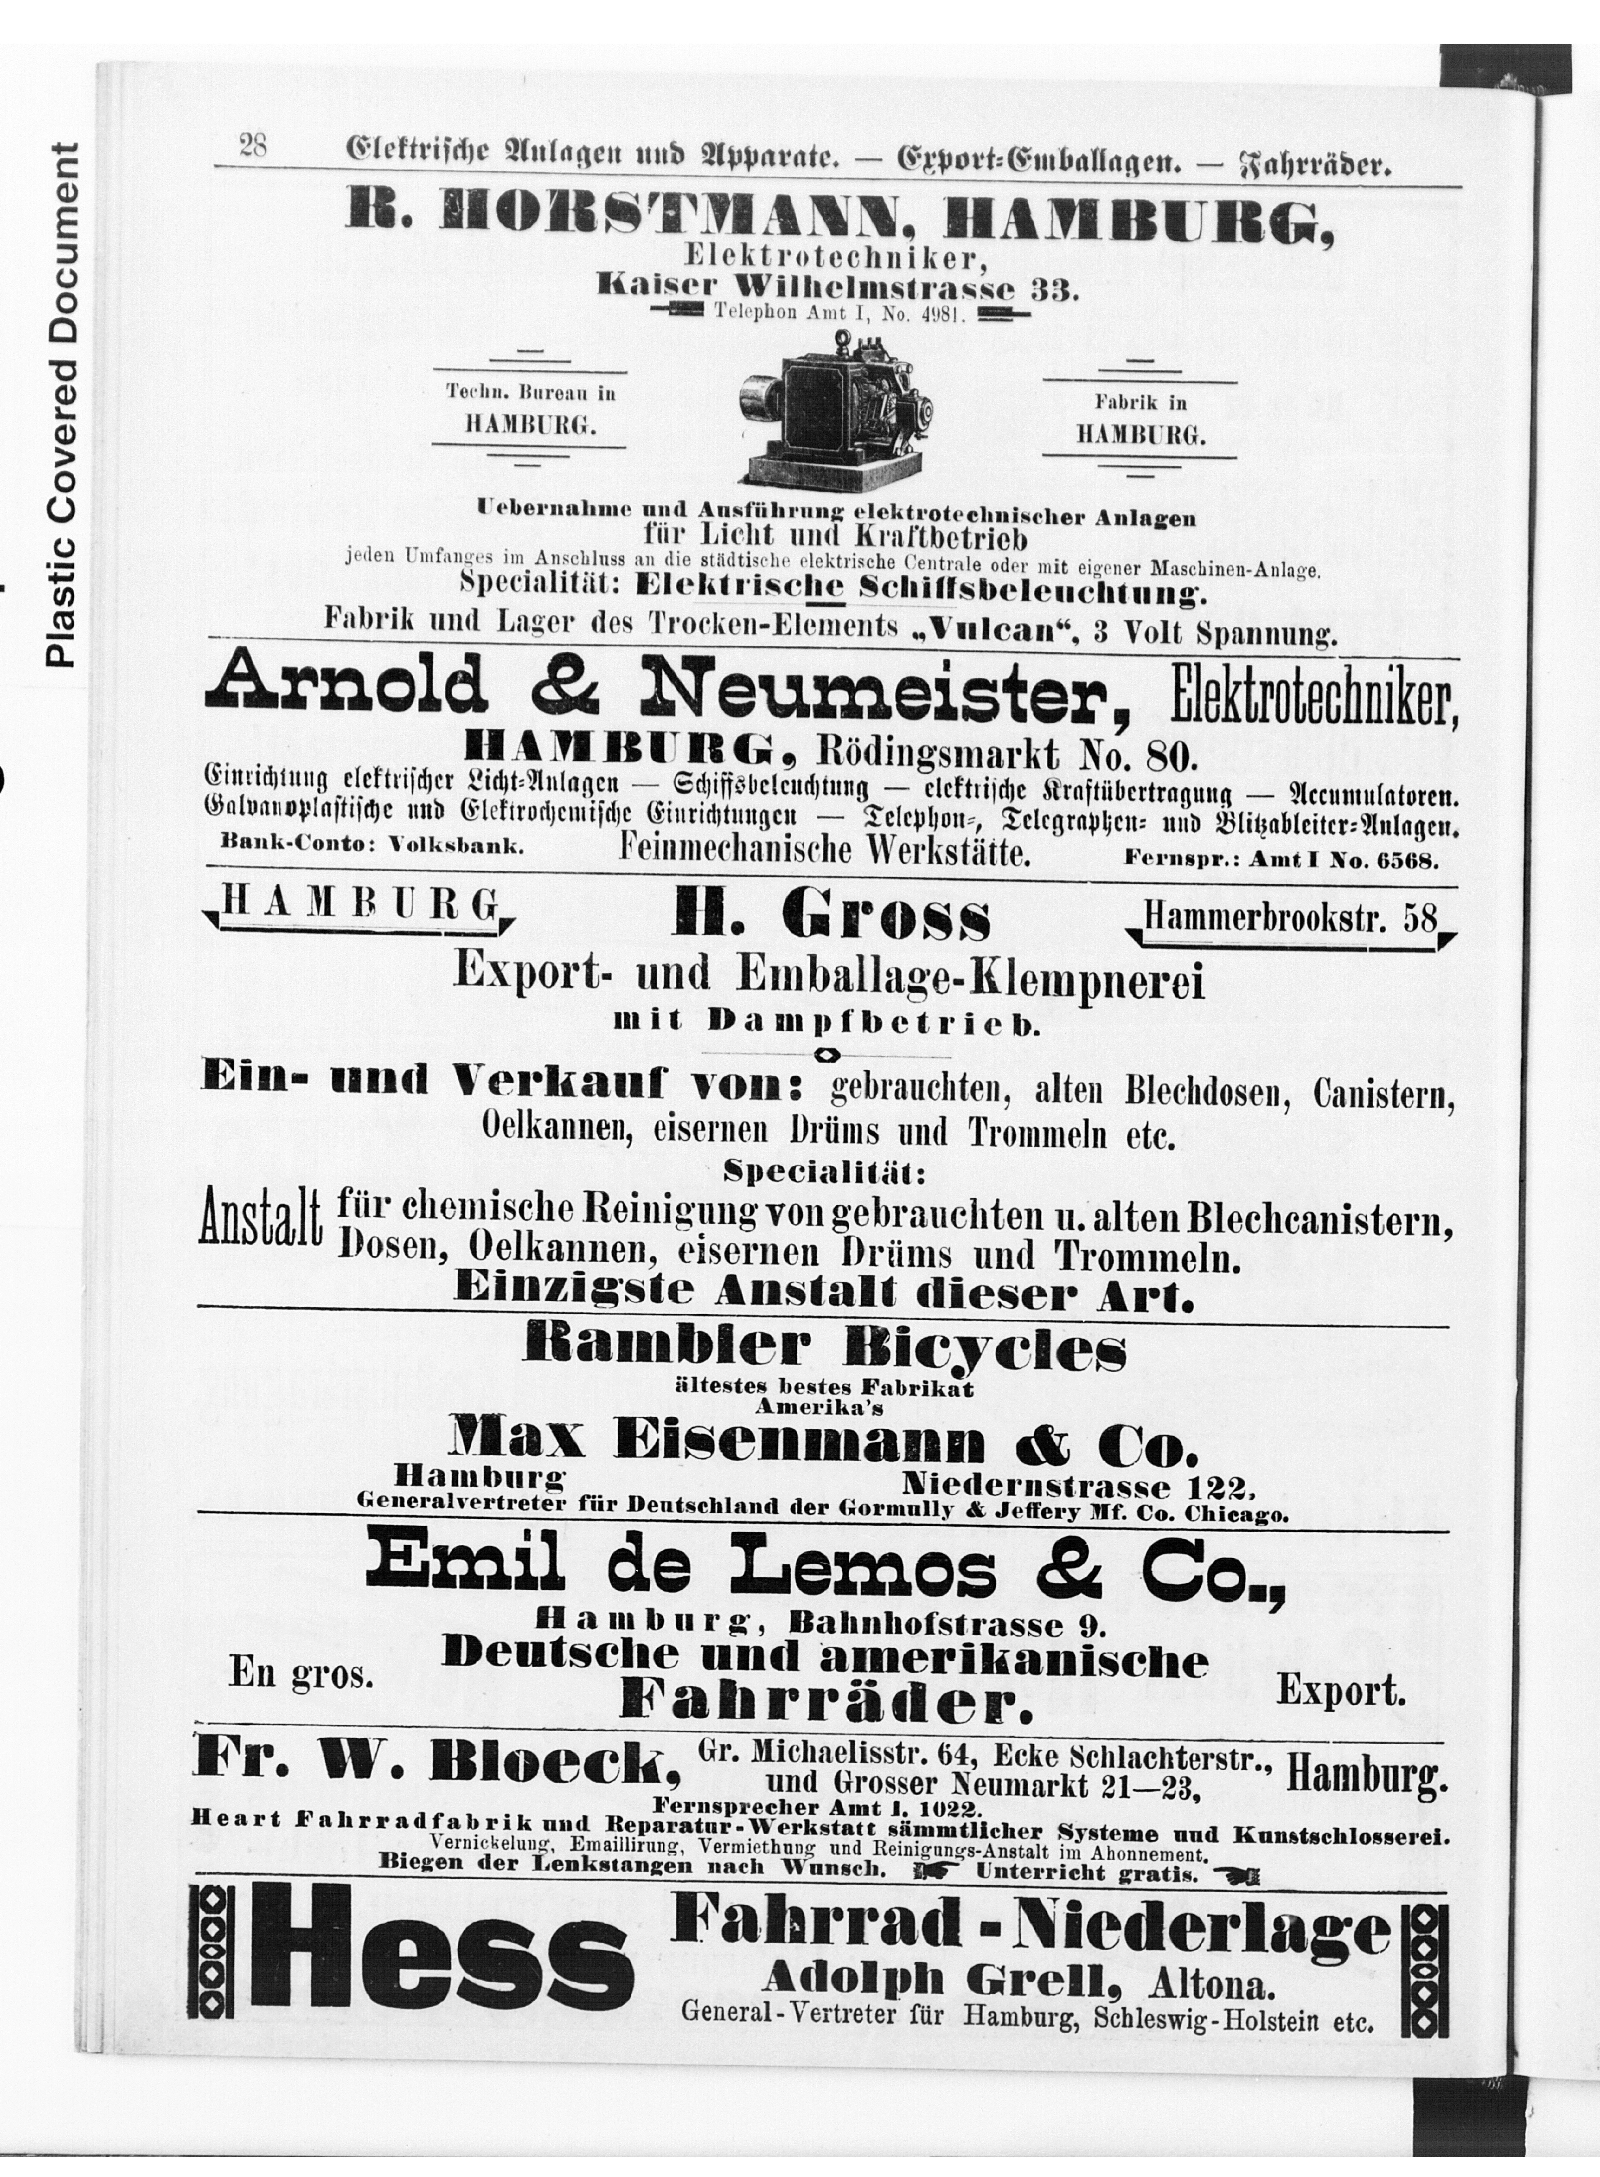 Plastic Covered Document
28 Elektrische Anlagen und Apparate. — Export-Emballagen. — Fahrräder.
R. HORSTMANN, HAMBURG,
Elektrotechniker,
Kaiser Wilhelmstrasse 33.
Telephon Amt I, No. 4981.
Techn. Bureau in
HAMBURG.
Fabrik in
HAMBURG.
Uebernahme und Ausführung elektrotechnischer Anlagen
für Licht und Kraftbetrieb
jeden Umfanges im Anschluss an die städtische elektrische Centrale oder mit eigener Maschinen-Anlage.
Specialität: Elektrische Schiffsbeleuchtung.
Fabrik und Lager des Trocken-Elements „Vulcan“, 3 Volt Spannung.
Arnold & Neumeister, Elektrotechniker,
HAMBURG, Rödingsmarkt No. 80.
Einrichtung elektrischer Licht-Anlagen — Schiffsbeleuchtung — elektrische Kraftübertragung — Accumulatoren.
Galvanoplastische und Elektrochemische Einrichtungen — Telephon-, Telegraphen- und Blitzableiter-Anlagen.
Bank-Conto: Volksbank. Feinmechanische Werkstätte. Fernspr.: Amt I No. 6568.
HAMBURG H. Gross Hammerbrookstr. 58
Export- und Emballage-Klempnerei
mit Dampfbetrieb.
Ein- und Verkauf von: gebrauchten, alten Blechdosen, Canistern,
Oelkannen, eisernen Drüms und Trommeln etc.
Specialität:
Anstalt für chemische Reinigung von gebrauchten u. alten Blechcanistern,
Dosen, Oelkannen, eisernen Drüms und Trommeln.
Einzigste Anstalt dieser Art.
Rambler Bicycles
ältestes bestes Fabrikat
Amerika's
Max Eisenmann & Co.
Hamburg Niedernstrasse 122.
Generalvertreter für Deutschland der Gormully & Jeffery Mf. Co. Chicago.
Emil de Lemos & Co.,
Hamburg, Bahnhofstrasse 9.
En gros. Deutsche und amerikanische Export.
Fahrräder.
Fr. W. Bloeck, Gr. Michaelisstr. 64, Ecke Schlachterstr., Hamburg.
und Grosser Neumarkt 21—23,
Fernsprecher Amt I. 1022.
Heart Fahrradfabrik und Reparatur-Werkstatt sämmtlicher Systeme und Kunstschlosserei.
Vernickelung, Emaillirung, Vermiethung und Reinigungs-Anstalt im Abonnement.
Biegen der Lenkstangen nach Wunsch. Unterricht gratis.
Hess Fahrrad-Niederlage
Adolph Grell, Altona.
General-Vertreter für Hamburg, Schleswig-Holstein etc.